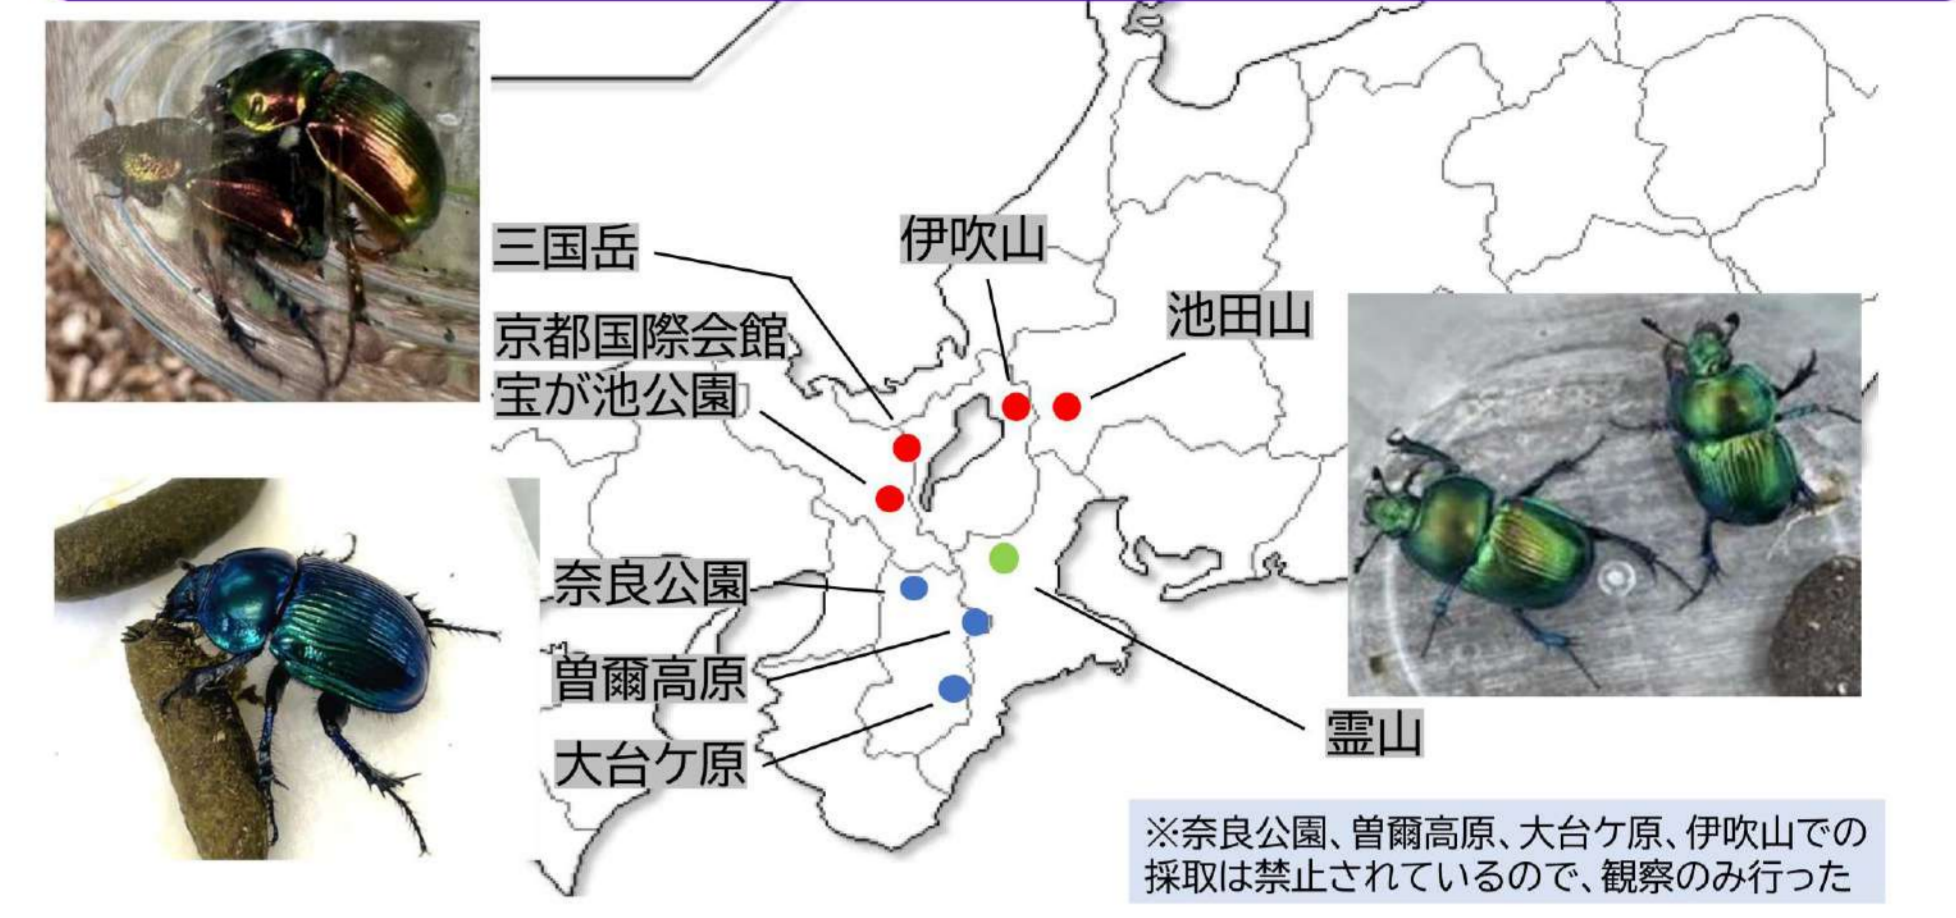 三国岳
伊吹山
池田山
京都国際会館
宝が池公園
奈良公園
曽爾高原
大台ケ原
霊山
※奈良公園、曽爾高原、大台ケ原、伊吹山での
採取は禁止されているので、観察のみ行った